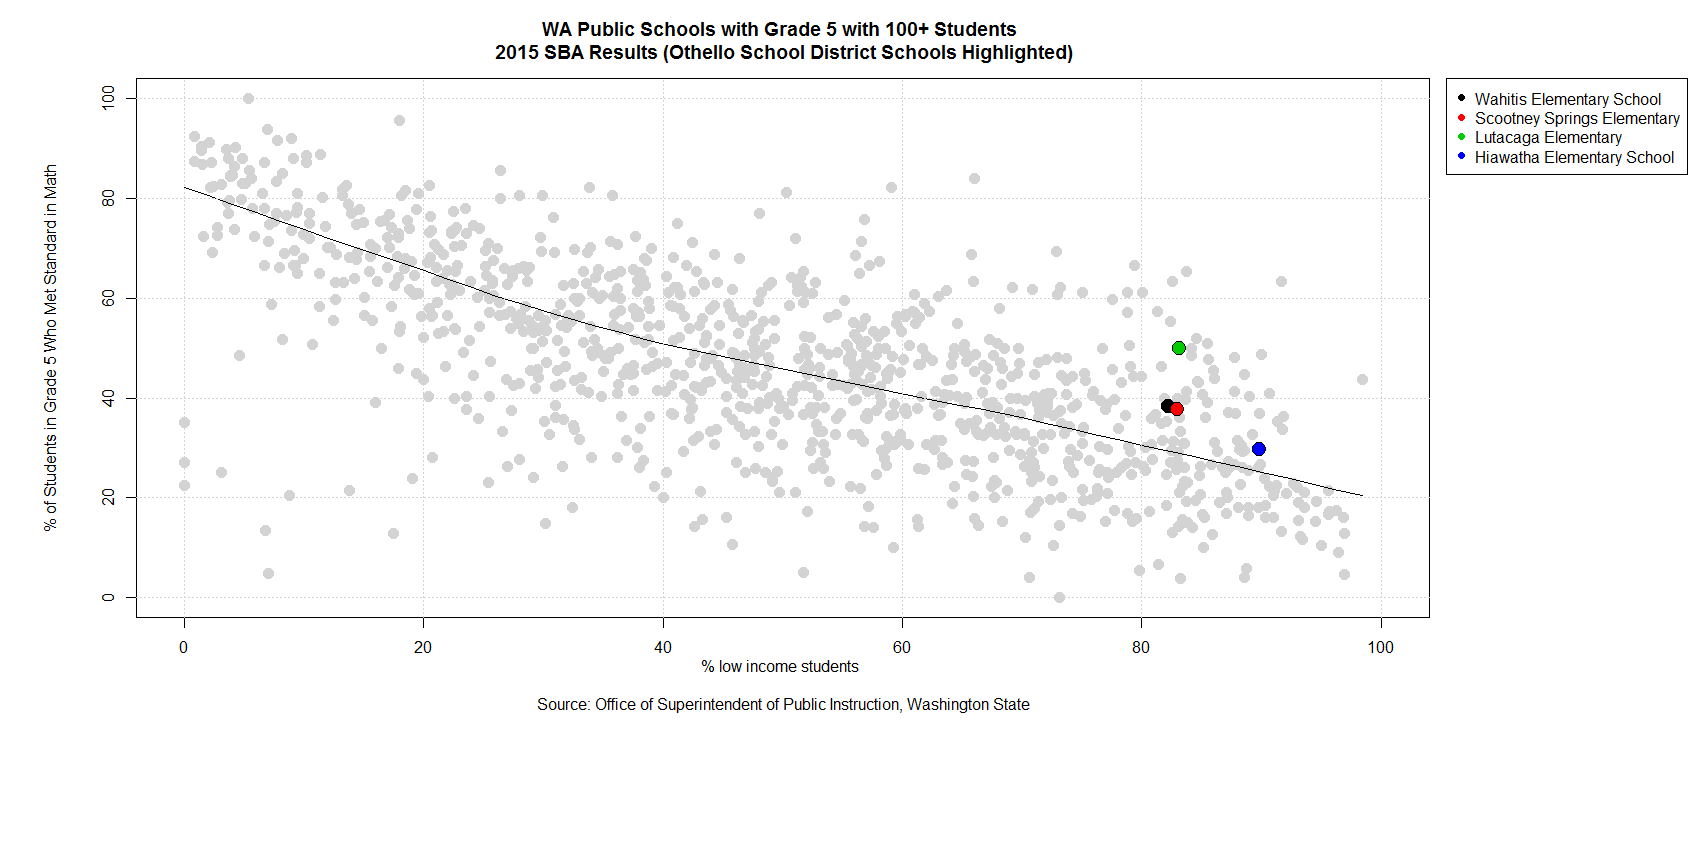 WA Public Schools with Grade 5 with 100+ Students
2015 SBA Results (Othello School District Schools Highlighted)
% of Students in Grade 5 Who Met Standard in Math
100
80
60
40
20
0
0 20 40 60 80 100
% low income students
Source: Office of Superintendent of Public Instruction, Washington State
Wahitis Elementary School
Scootney Springs Elementary
Lutacaga Elementary
Hiawatha Elementary School